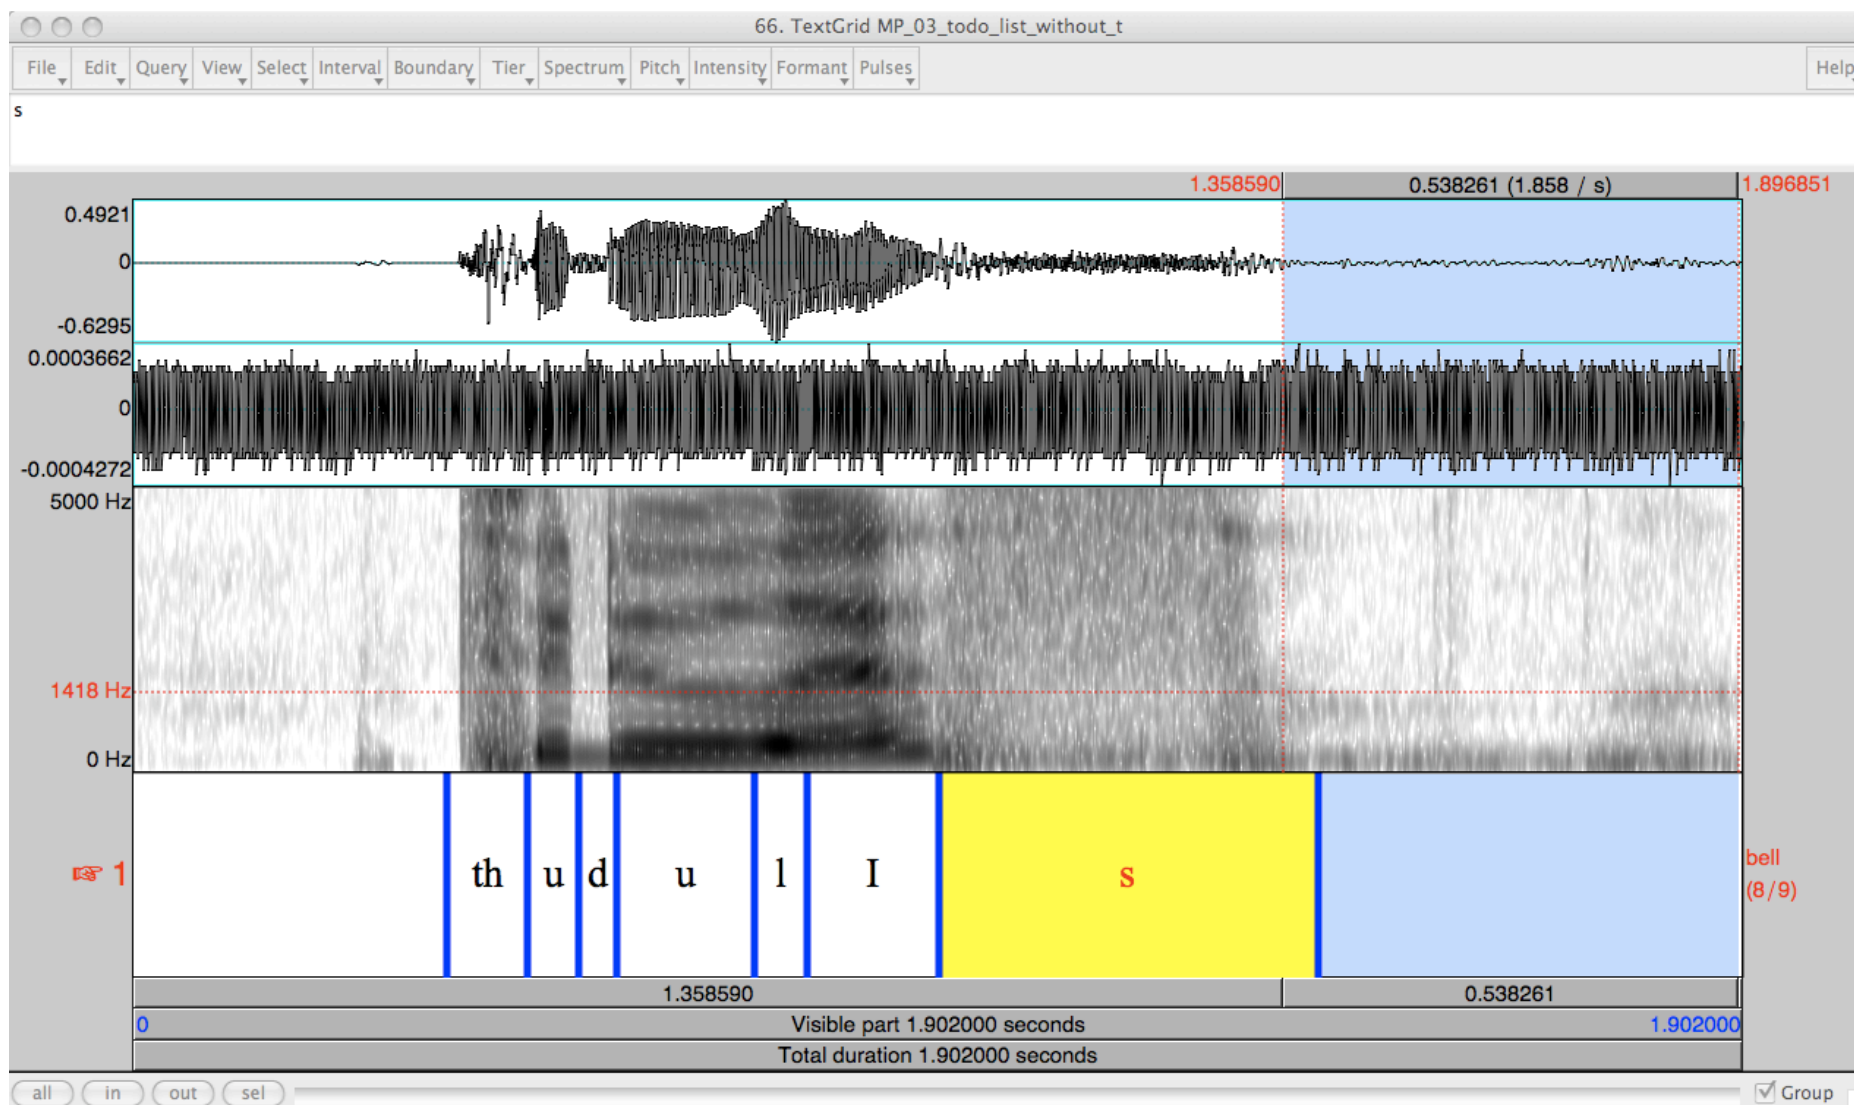 66. TextGrid MP_03_todo_list_without_t
File Edit Query View Select Interval Boundary Tier Spectrum Pitch Intensity Formant Pulses Help
s
1.358590 0.538261 (1.858 / s) 1.896851
0.4921
0
-0.6295
0.0003662
0
-0.0004272
5000 Hz
1418 Hz
0 Hz
☞ 1 th u d u l I s bell
(8/9)
1.358590 0.538261
0 Visible part 1.902000 seconds 1.902000
Total duration 1.902000 seconds
all in out sel Group